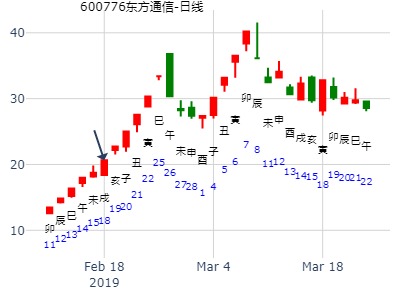 600776东方通信-日线
40
30
20
10
卯 辰 巳 午 未 戌 亥 子 丑 寅 巳 午 未 申 酉 子 丑 寅 卯 辰 未 申 酉 戌 亥 寅 卯 辰 巳 午
11 12 13 14 15 18 19 20 21 22 25 26 27 28 1 4 5 6 7 8 11 12 13 14 15 18 19 20 21 22
Feb 18 Mar 4 Mar 18
2019